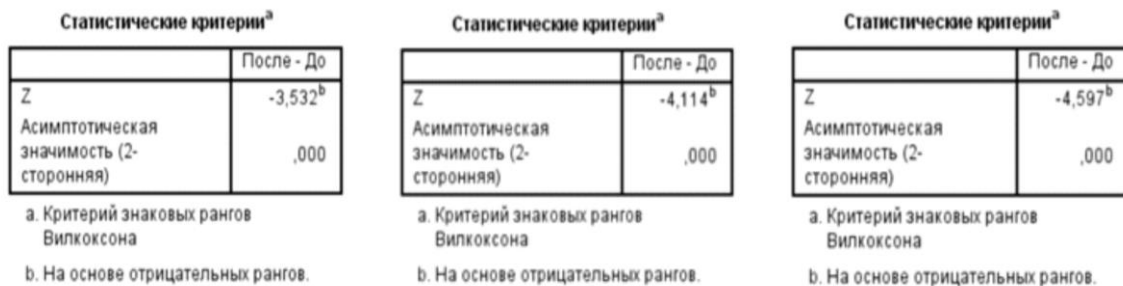 Статистические критерии^a
После - До
Z -3,532^b
Асимптотическая
значимость (2- ,000
сторонняя)
a. Критерий знаковых рангов
Вилкоксона
b. На основе отрицательных рангов.
Статистические критерии^a
После - До
Z -4,114^b
Асимптотическая
значимость (2- ,000
сторонняя)
a. Критерий знаковых рангов
Вилкоксона
b. На основе отрицательных рангов.
Статистические критерии^a
После - До
Z -4,597^b
Асимптотическая
значимость (2- ,000
сторонняя)
a. Критерий знаковых рангов
Вилкоксона
b. На основе отрицательных рангов.